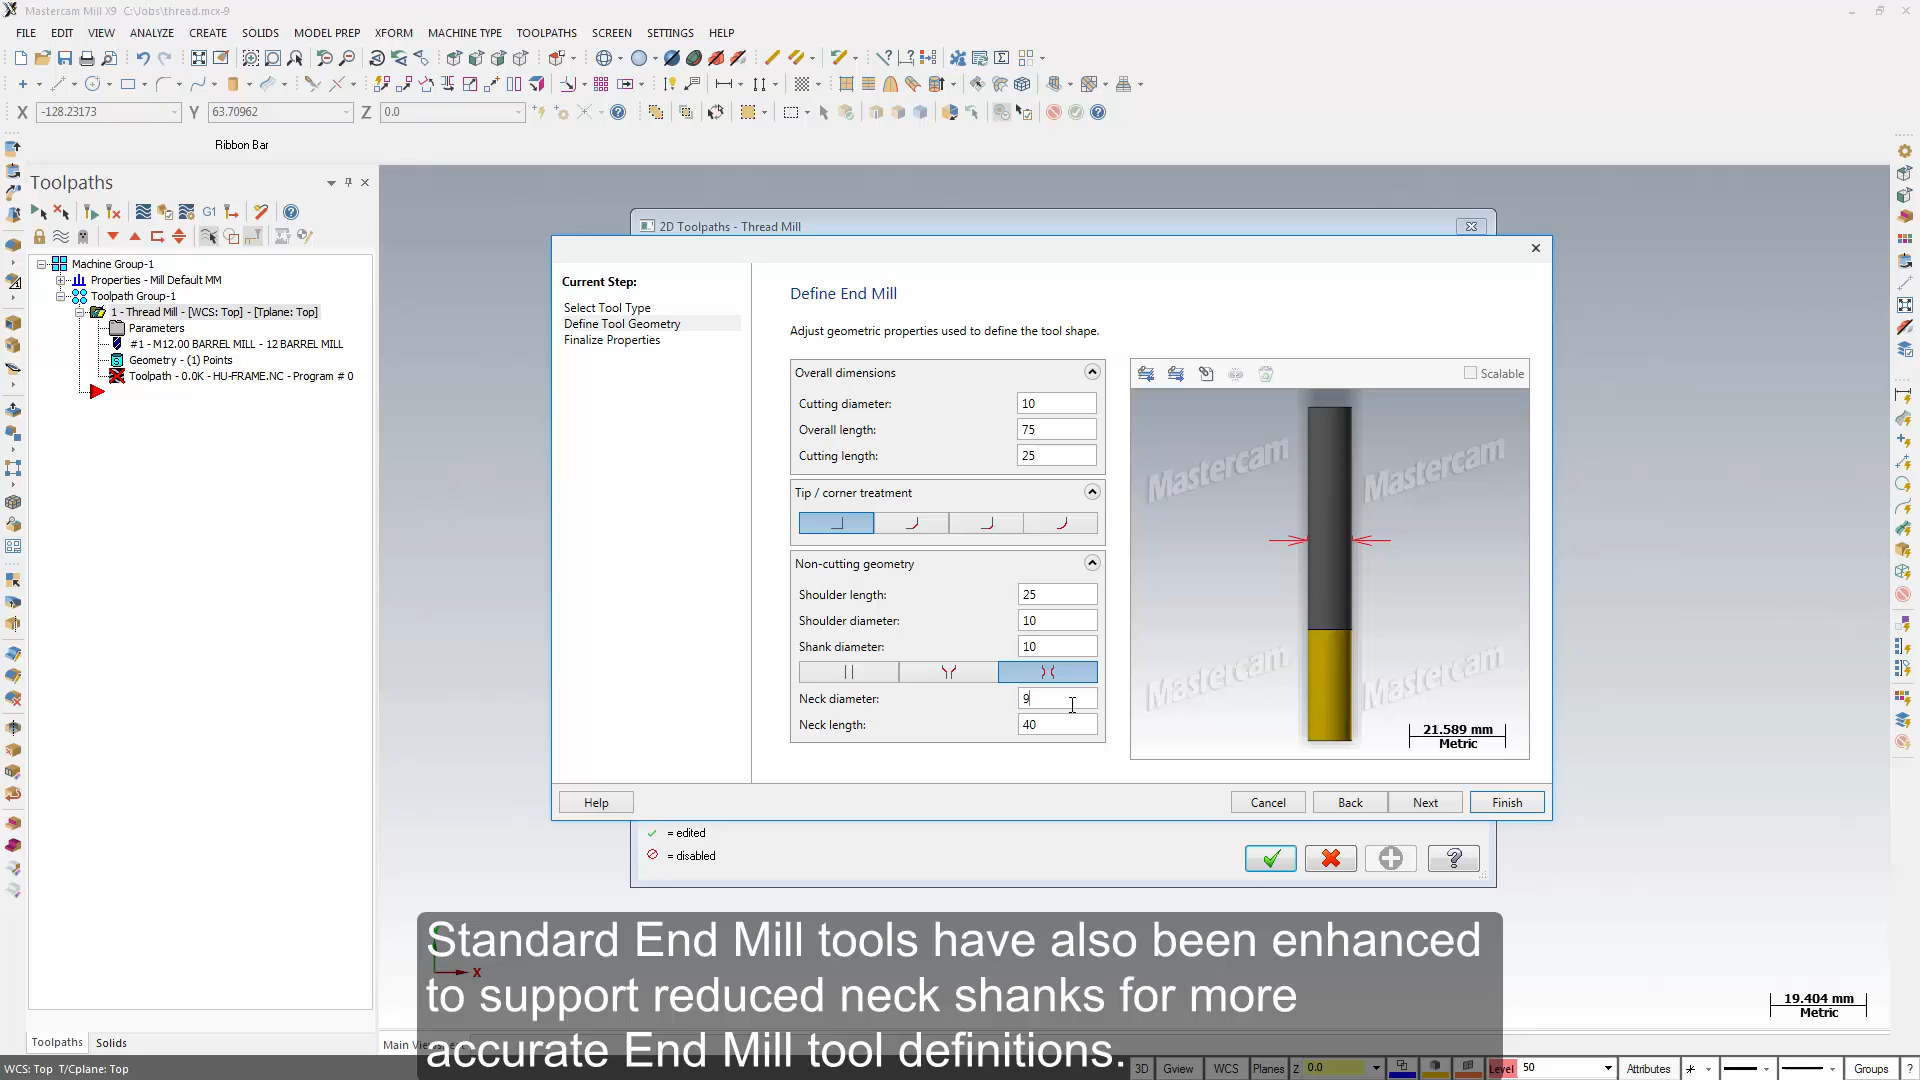 Mastercam Mill X9 C:\Jobs\thread.mcx-9
FILE EDIT VIEW ANALYZE CREATE SOLIDS MODEL PREP XFORM MACHINE TYPE TOOLPATHS SCREEN SETTINGS HELP
X -128.23173 Y 63.70962 Z 0.0
Ribbon Bar
Toolpaths
G1
Machine Group-1
Properties - Mill Default MM
Toolpath Group-1
1 - Thread Mill - [WCS: Top] - [Tplane: Top]
Parameters
#1 - M12.00 BARREL MILL - 12 BARREL MILL
Geometry - (1) Points
Toolpath - 0.0K - HU-FRAME.NC - Program # 0
2D Toolpaths - Thread Mill
Current Step:
Select Tool Type
Define Tool Geometry
Finalize Properties
Define End Mill
Adjust geometric properties used to define the tool shape.
Overall dimensions
Cutting diameter: 10
Overall length: 75
Cutting length: 25
Tip / corner treatment
Non-cutting geometry
Shoulder length: 25
Shoulder diameter: 10
Shank diameter: 10
Neck diameter: 9
Neck length: 40
Scalable
Mastercam Mastercam
Mastercam Mastercam
21.589 mm
Metric
Help Cancel Back Next Finish
= edited
= disabled
Standard End Mill tools have also been enhanced
to support reduced neck shanks for more
accurate End Mill tool definitions.
X
19.404 mm
Metric
Toolpaths Solids
WCS: Top T/Cplane: Top
3D Gview WCS Planes Z 0.0 Level 50 Attributes Groups ?